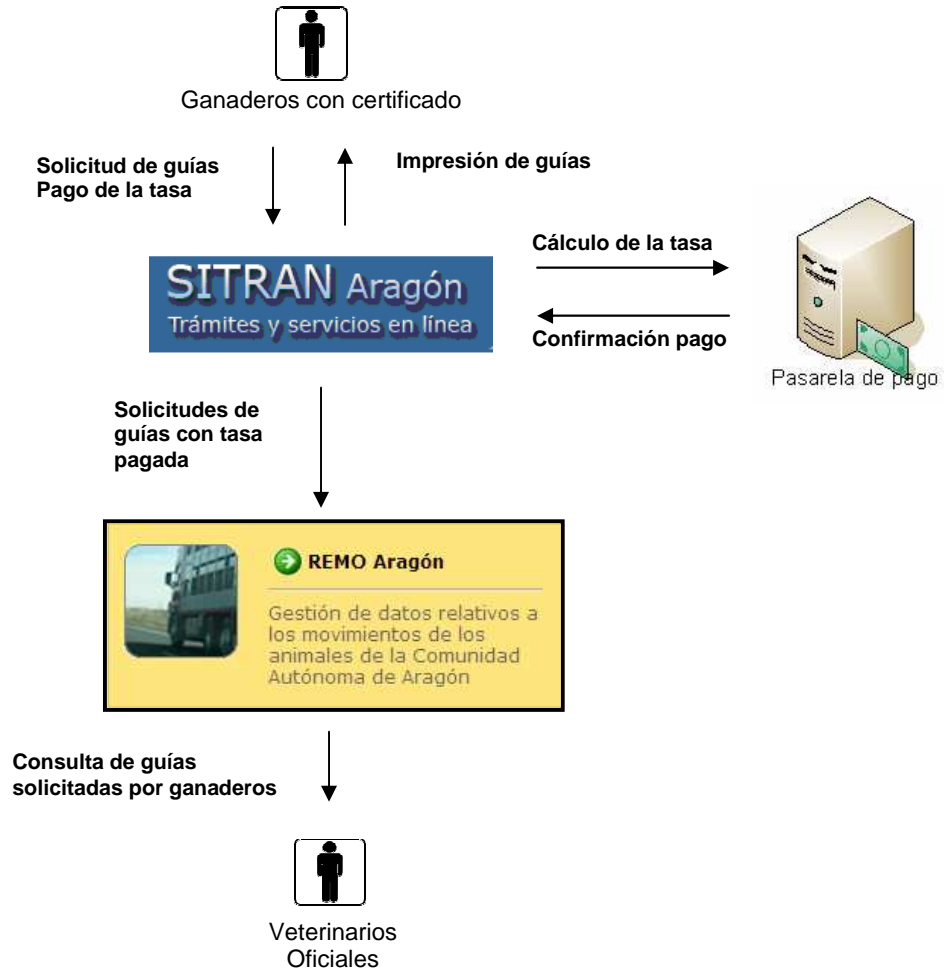 Ganaderos con certificado
Solicitud de guías
Pago de la tasa
Impresión de guías
Cálculo de la tasa
SITRAN Aragón
Trámites y servicios en línea
Confirmación pago
Pasarela de pago
Solicitudes de
guías con tasa
pagada
REMO Aragón
Gestión de datos relativos a
los movimientos de los
animales de la Comunidad
Autónoma de Aragón
Consulta de guías
solicitadas por ganaderos
Veterinarios
Oficiales